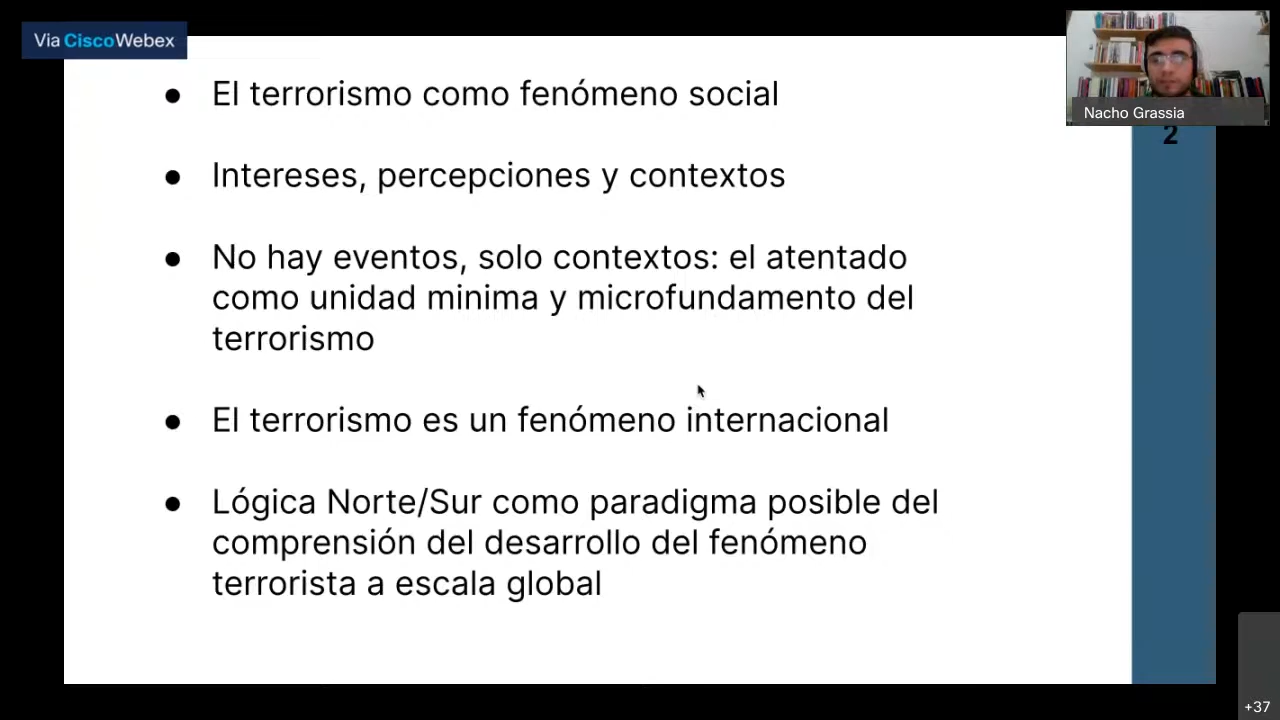 Via Cisco Webex
Nacho Grassia
2
● El terrorismo como fenómeno social
● Intereses, percepciones y contextos
● No hay eventos, solo contextos: el atentado
como unidad minima y microfundamento del
terrorismo
● El terrorismo es un fenómeno internacional
● Lógica Norte/Sur como paradigma posible del
comprensión del desarrollo del fenómeno
terrorista a escala global
+37